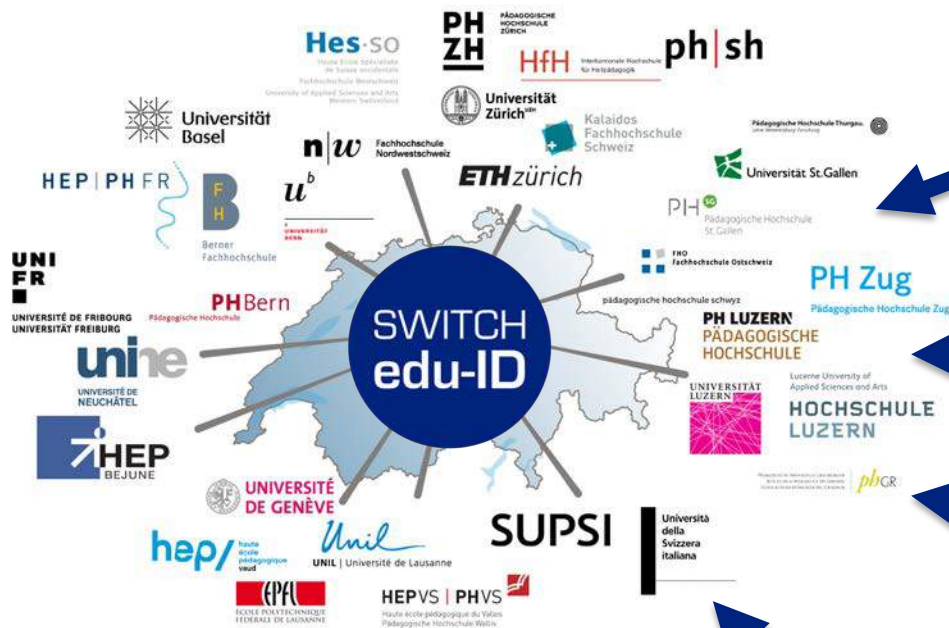 Hes·so
Haute Ecole Spécialisée
de Suisse occidentale
Fachhochschule Westschweiz
University of Applied Sciences and Arts
Western Switzerland
PH
ZH
PÄDAGOGISCHE
HOCHSCHULE
ZÜRICH
HfH
Interkantonale Hochschule
für Heilpädagogik
ph|sh
Universität
Basel
n|w
Fachhochschule
Nordwestschweiz
Universität
Zürich UZH
Kalaidos
Fachhochschule
Schweiz
Pädagogische Hochschule Thurgau.
Universität St.Gallen
HEP | PH FR
B
F
H
Berner
Fachhochschule
u b
b
UNIVERSITÄT
BERN
ETH zürich
PH SG
Pädagogische Hochschule
St.Gallen
FHO
Fachhochschule Ostschweiz
UNI
FR
UNIVERSITÉ DE FRIBOURG
UNIVERSITÄT FREIBURG
PHBern
Pädagogische Hochschule
SWITCH
edu-ID
pädagogische hochschule schwyz
PH Zug
Pädagogische Hochschule Zug
PH LUZERN
PÄDAGOGISCHE
HOCHSCHULE
unine
UNIVERSITÉ DE
NEUCHÂTEL
UNIVERSITÄT
LUZERN
Lucerne University of
Applied Sciences and Arts
HOCHSCHULE
LUZERN
HEP
BEJUNE
phGR
UNIVERSITÉ
DE GENÈVE
SUPSI
Università
della
Svizzera
italiana
hep/
haute
école
pédagogique
vaud
Unil
UNIL | Université de Lausanne
EPFL
ÉCOLE POLYTECHNIQUE
FÉDÉRALE DE LAUSANNE
HEPVS | PHVS
Haute école pédagogique du Valais
Pädagogische Hochschule Wallis